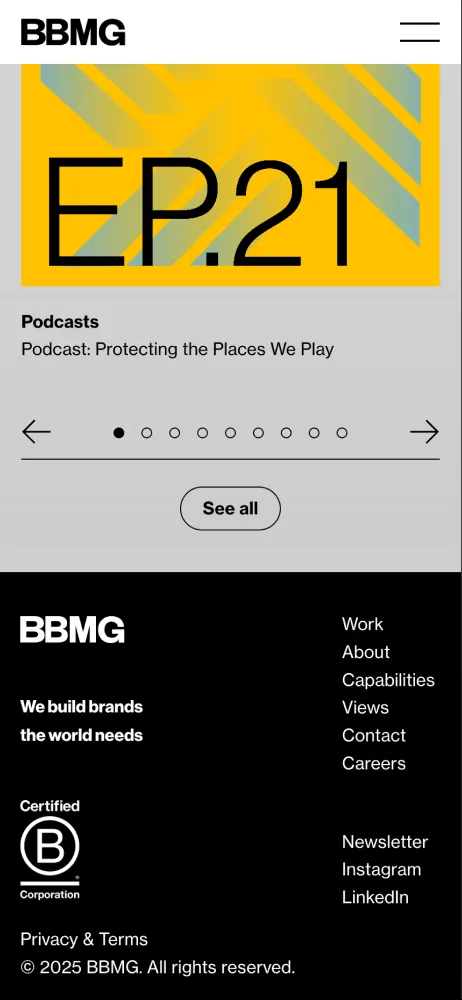 BBMG
EP.21
Podcasts
Podcast: Protecting the Places We Play
See all
BBMG
We build brands
the world needs
Certified
B
®
Corporation
Work
About
Capabilities
Views
Contact
Careers
Newsletter
Instagram
LinkedIn
Privacy & Terms
© 2025 BBMG. All rights reserved.